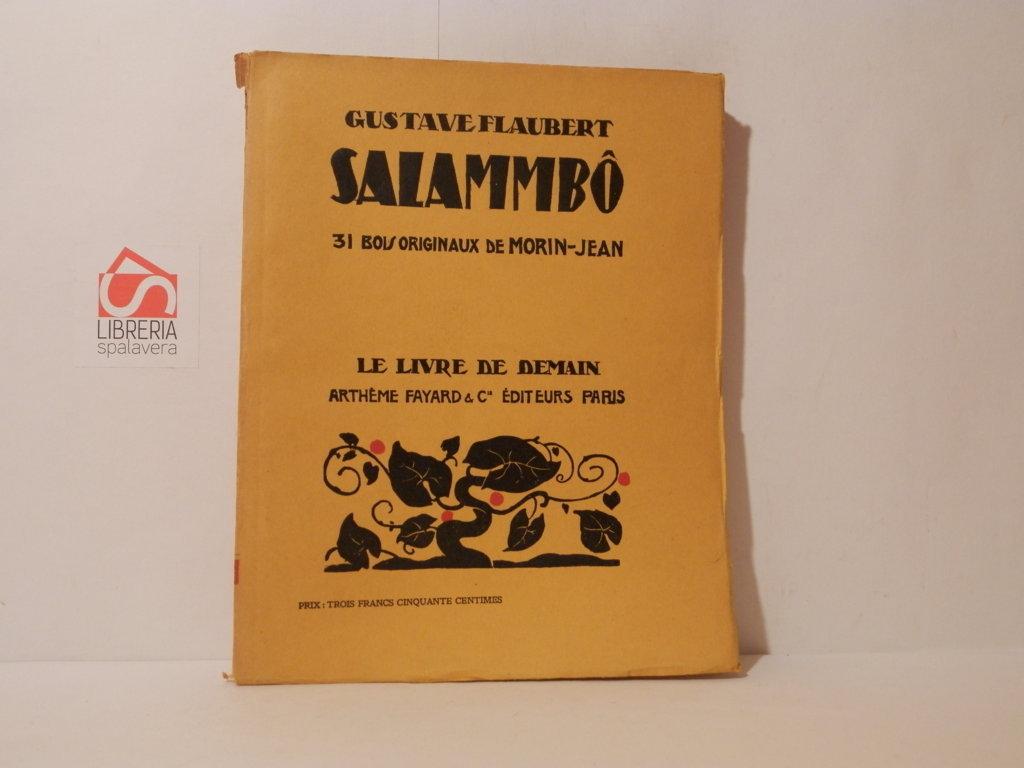 GUSTAVE FLAUBERT
SALAMMBÔ
31 BOIS ORIGINAUX DE MORIN-JEAN
LE LIVRE DE DEMAIN
ARTHÈME FAYARD & Cie ÉDITEURS PARIS
PRIX : TROIS FRANCS CINQUANTE CENTIMES
LIBRERIA
spalavera